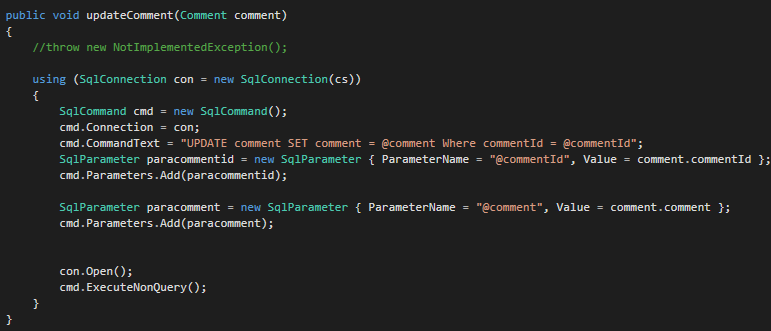 public void updateComment(Comment comment)
{
//throw new NotImplementedException();
using (SqlConnection con = new SqlConnection(cs))
{
SqlCommand cmd = new SqlCommand();
cmd.Connection = con;
cmd.CommandText = "UPDATE comment SET comment = @comment Where commentId = @commentId";
SqlParameter paracommentid = new SqlParameter { ParameterName = "@commentId", Value = comment.commentId };
cmd.Parameters.Add(paracommentid);
SqlParameter paracomment = new SqlParameter { ParameterName = "@comment", Value = comment.comment };
cmd.Parameters.Add(paracomment);
con.Open();
cmd.ExecuteNonQuery();
}
}